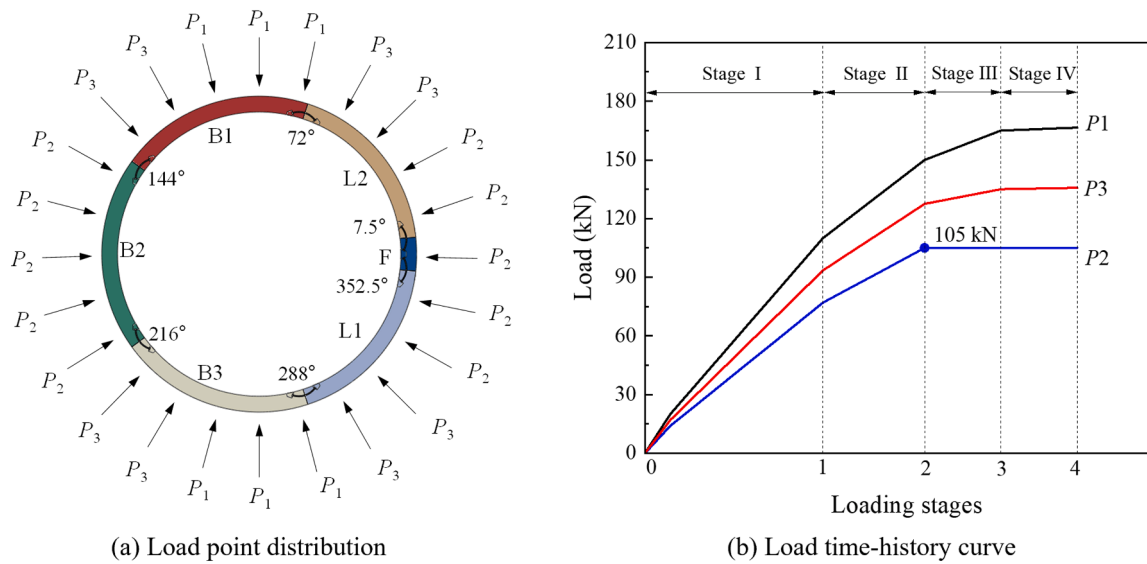 P1 P1 P1
P3 P3
P3 P3
P2 P2
P2 P2
P2 P2
P2 P2
P2 P2
P3 P3
P3 P3
P1 P1 P1
B1
72°
L2
144°
7.5°
B2
F
352.5°
216°
L1
B3
288°
(a) Load point distribution
210
180
150
120
90
60
30
0
Load (kN)
Stage I Stage II Stage III Stage IV
P1
P3
105 kN
P2
0 1 2 3 4
Loading stages
(b) Load time-history curve